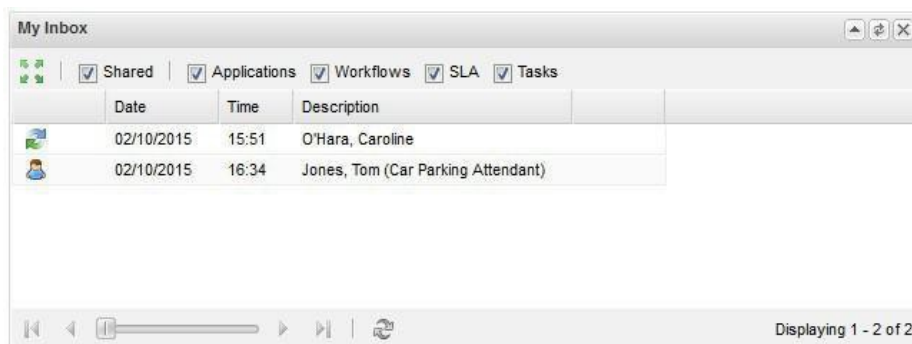 My Inbox
Shared Applications Workflows SLA Tasks
Date Time Description
02/10/2015 15:51 O'Hara, Caroline
02/10/2015 16:34 Jones, Tom (Car Parking Attendant)
Displaying 1 - 2 of 2